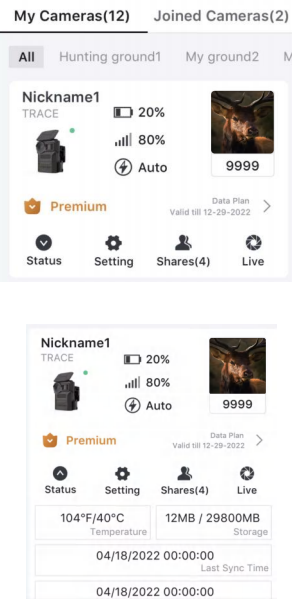 My Cameras(12) Joined Cameras(2)
All Hunting ground1 My ground2 M
Nickname1
TRACE
20%
80%
Auto
9999
Premium
Data Plan
Valid till 12-29-2022
Status Setting Shares(4) Live
Nickname1
TRACE
20%
80%
Auto
9999
Premium
Data Plan
Valid till 12-29-2022
Status Setting Shares(4) Live
104°F/40°C 12MB / 29800MB
Temperature Storage
04/18/2022 00:00:00
Last Sync Time
04/18/2022 00:00:00